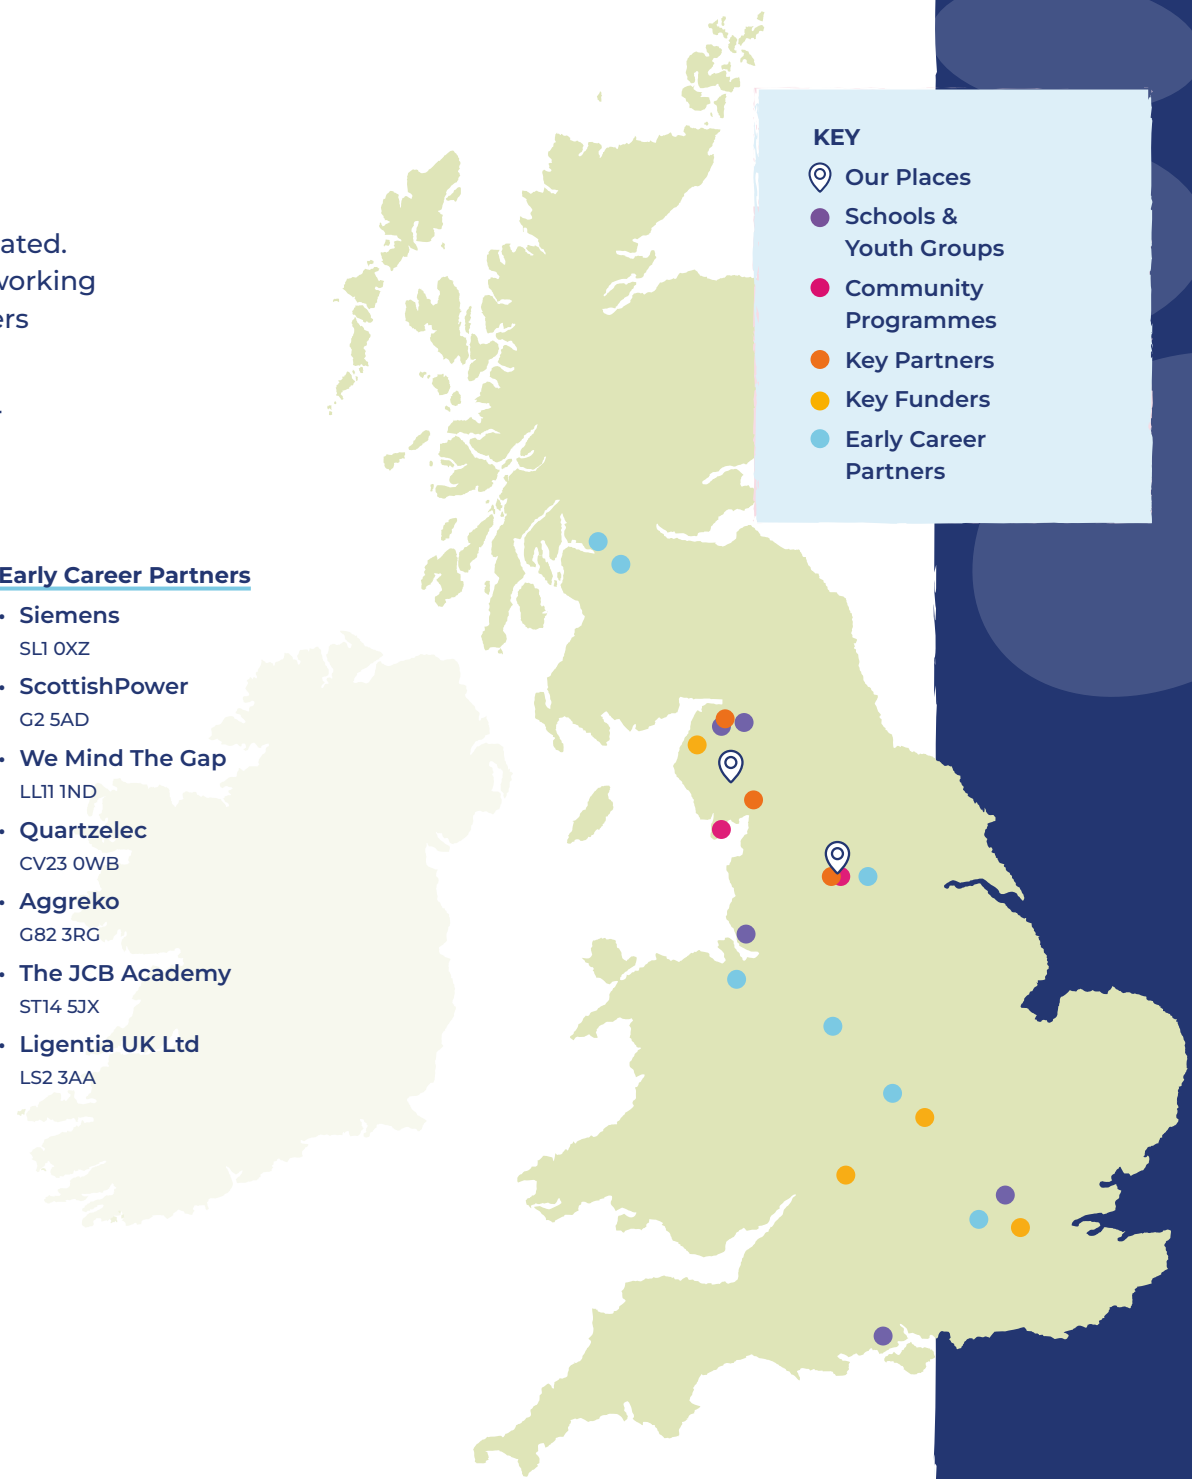 ated.
working
ers
.
Early Career Partners
• Siemens
SL1 0XZ
• ScottishPower
G2 5AD
• We Mind The Gap
LL11 1ND
• Quartzelec
CV23 0WB
• Aggreko
G82 3RG
• The JCB Academy
ST14 5JX
• Ligentia UK Ltd
LS2 3AA
KEY
Our Places
Schools &
Youth Groups
Community
Programmes
Key Partners
Key Funders
Early Career
Partners